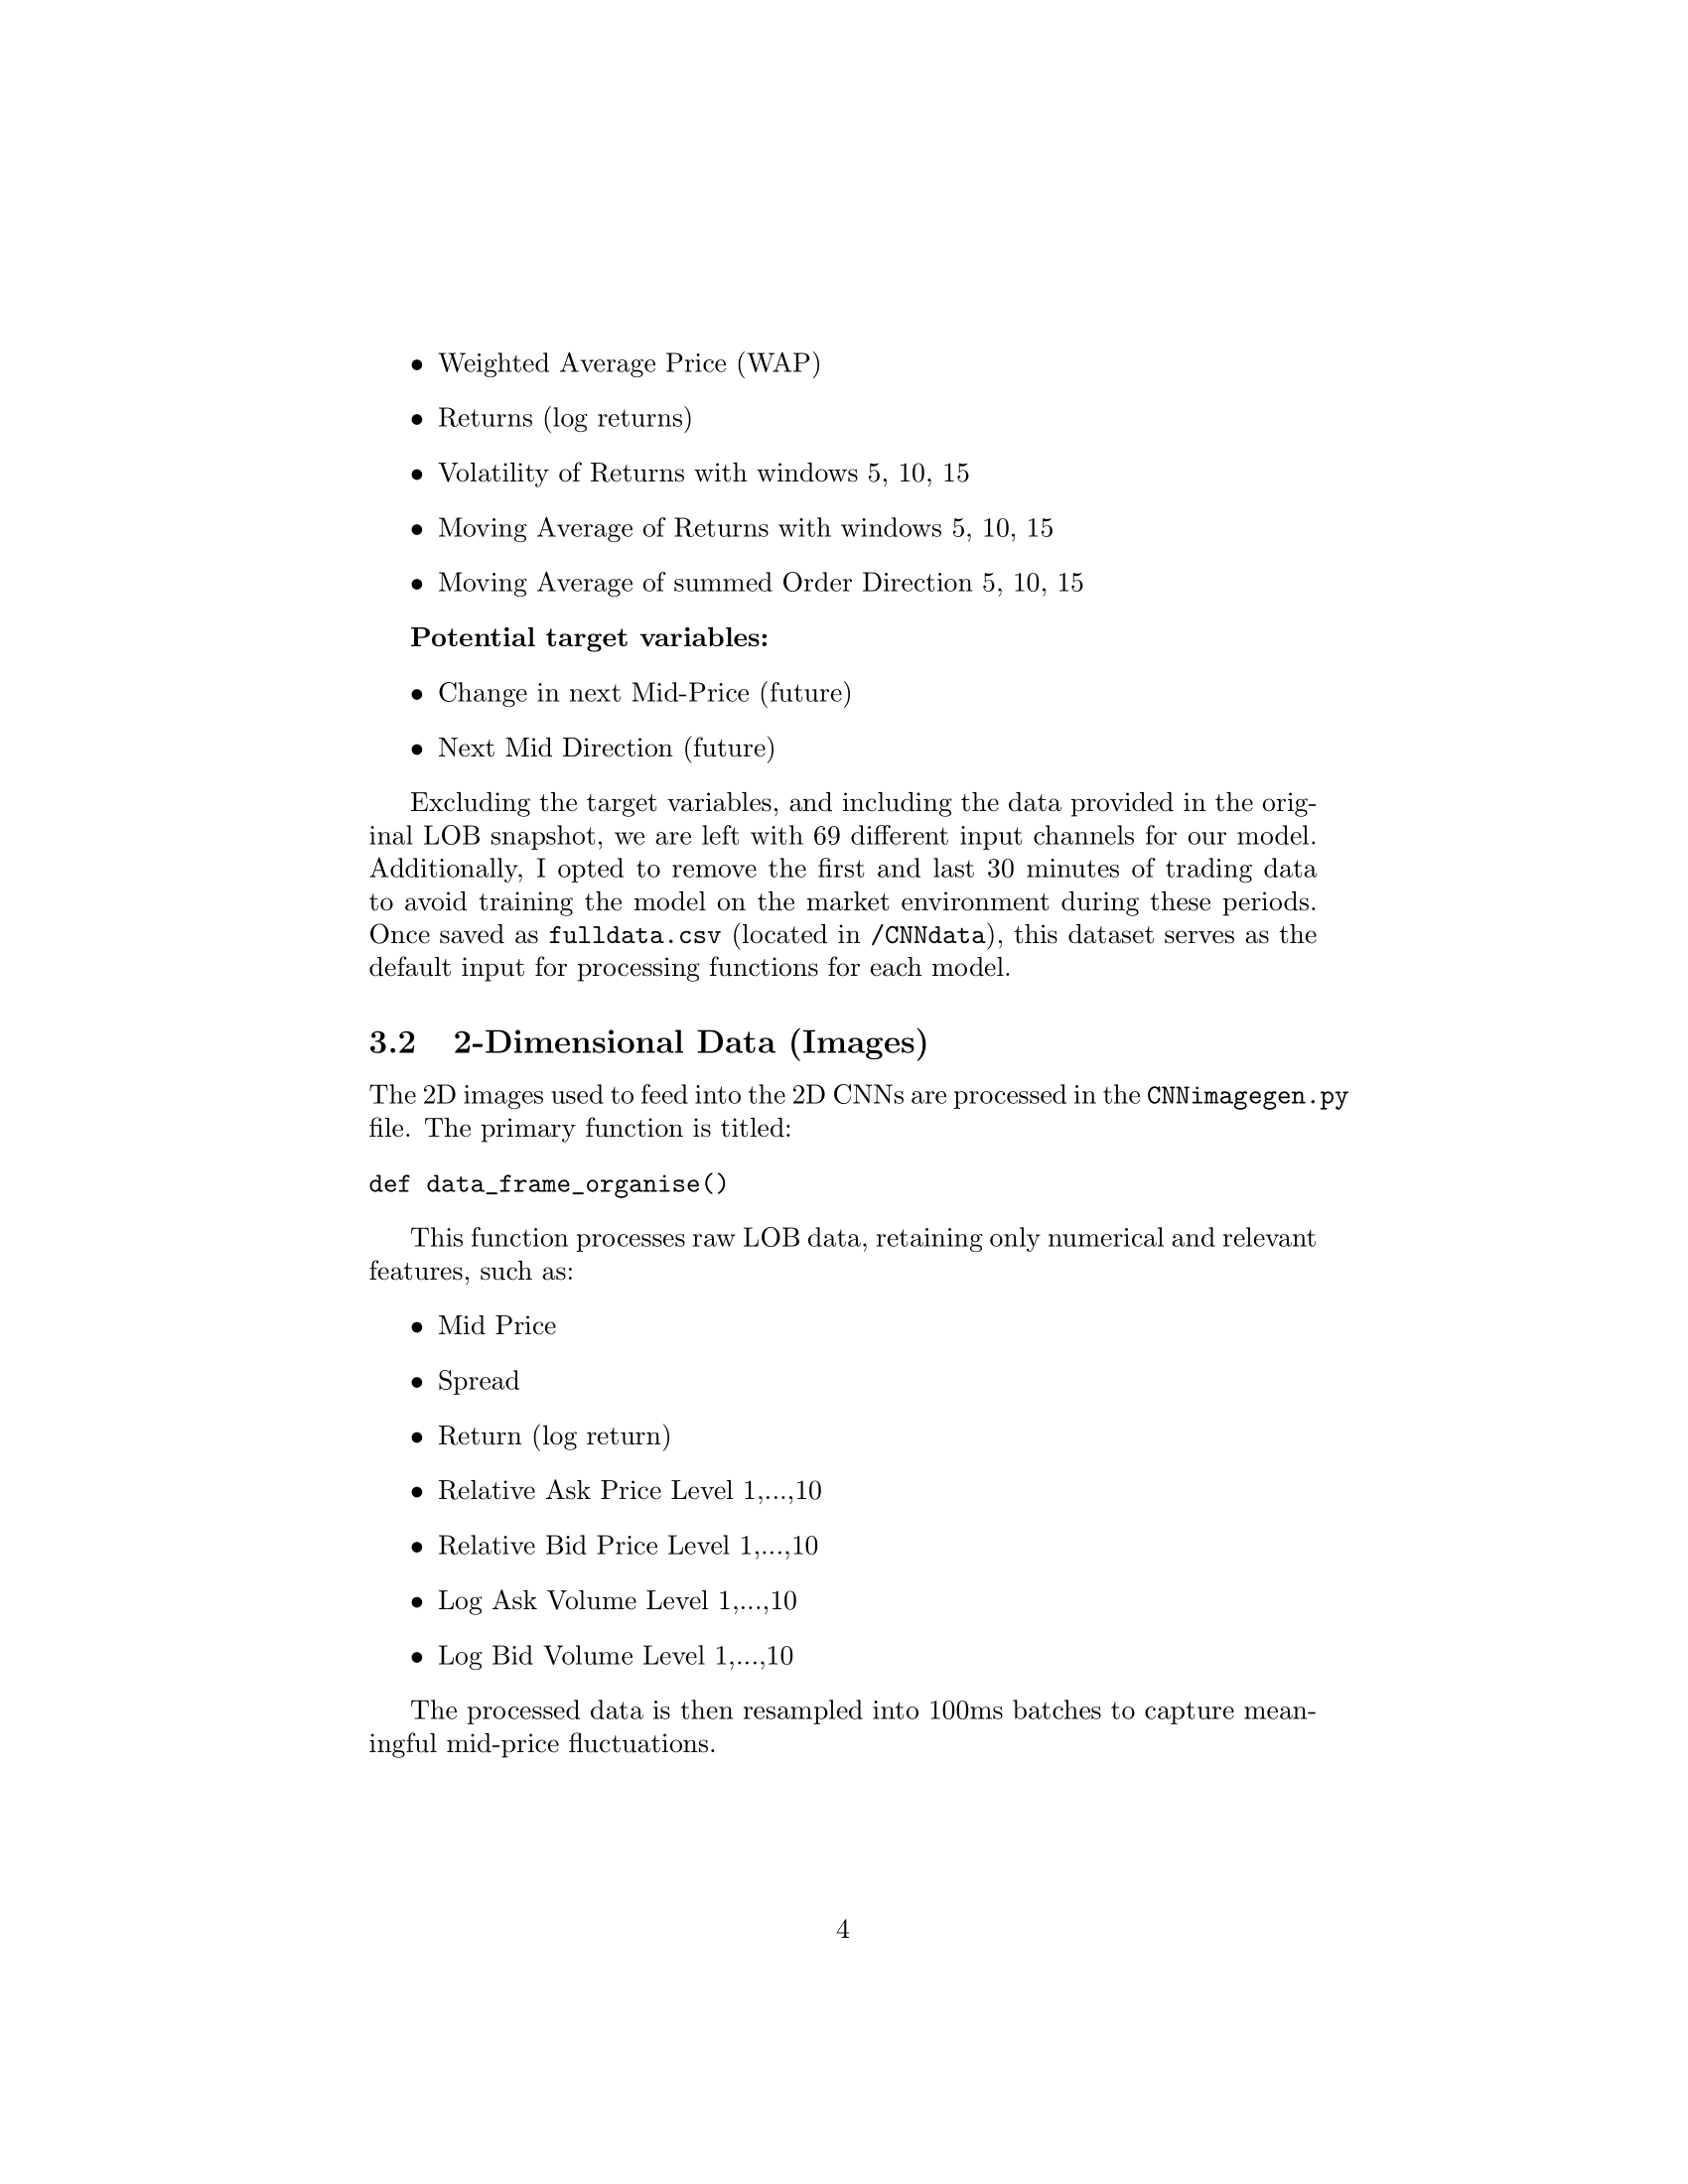 • Weighted Average Price (WAP)
• Returns (log returns)
• Volatility of Returns with windows 5, 10, 15
• Moving Average of Returns with windows 5, 10, 15
• Moving Average of summed Order Direction 5, 10, 15
Potential target variables:
• Change in next Mid-Price (future)
• Next Mid Direction (future)
Excluding the target variables, and including the data provided in the orig-
inal LOB snapshot, we are left with 69 different input channels for our model.
Additionally, I opted to remove the first and last 30 minutes of trading data
to avoid training the model on the market environment during these periods.
Once saved as fulldata.csv (located in /CNNdata), this dataset serves as the
default input for processing functions for each model.
3.2 2-Dimensional Data (Images)
The 2D images used to feed into the 2D CNNs are processed in the CNNimagegen.py
file. The primary function is titled:
def data_frame_organise()
This function processes raw LOB data, retaining only numerical and relevant
features, such as:
• Mid Price
• Spread
• Return (log return)
• Relative Ask Price Level 1,...,10
• Relative Bid Price Level 1,...,10
• Log Ask Volume Level 1,...,10
• Log Bid Volume Level 1,...,10
The processed data is then resampled into 100ms batches to capture mean-
ingful mid-price fluctuations.
4